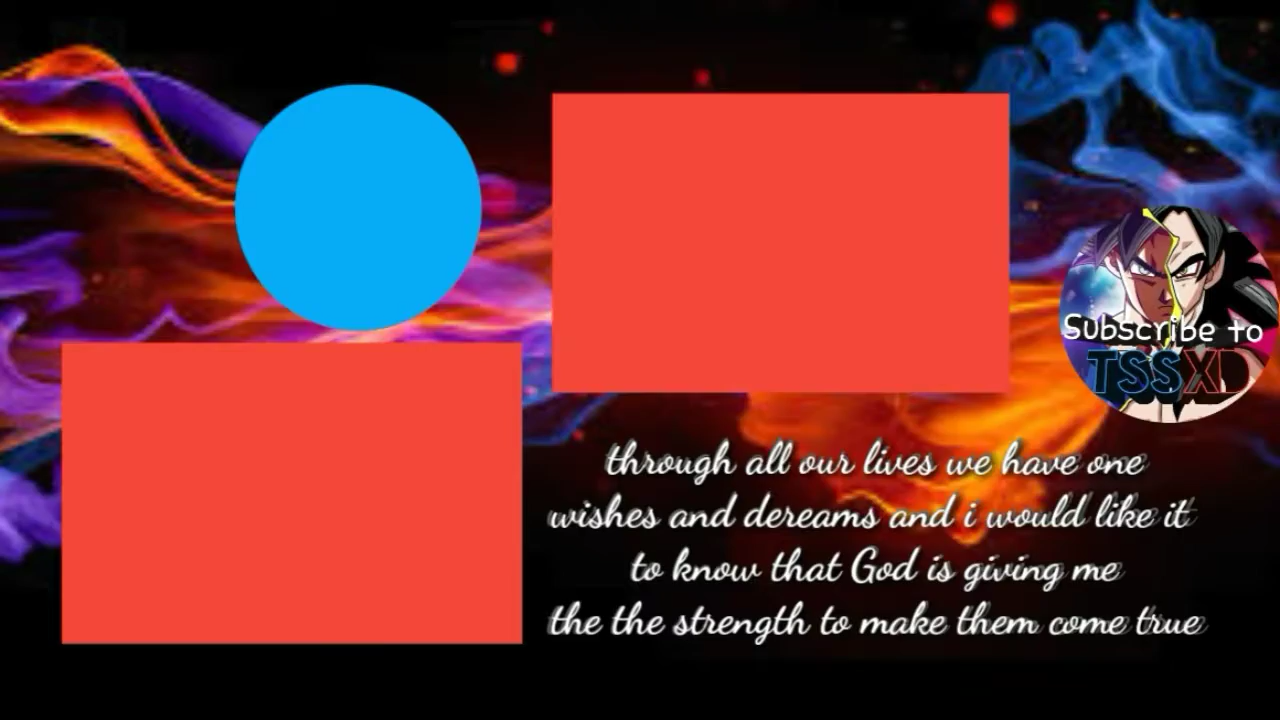 Subscribe to
TSSXD
through all our lives we have one
wishes and dereams and i would like it
to know that God is giving me
the the strength to make them come true